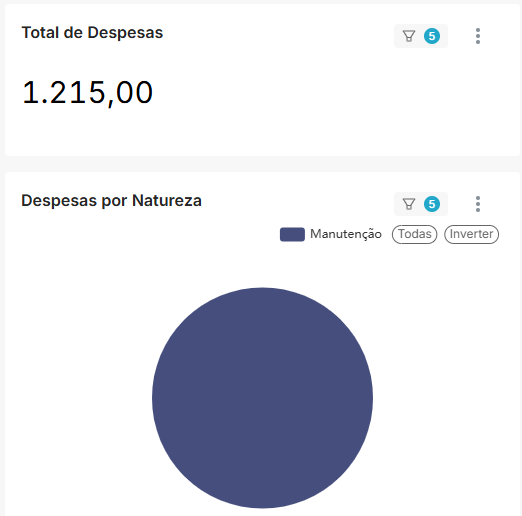 Total de Despesas
5
1.215,00
Despesas por Natureza
5
Manutenção Todas Inverter